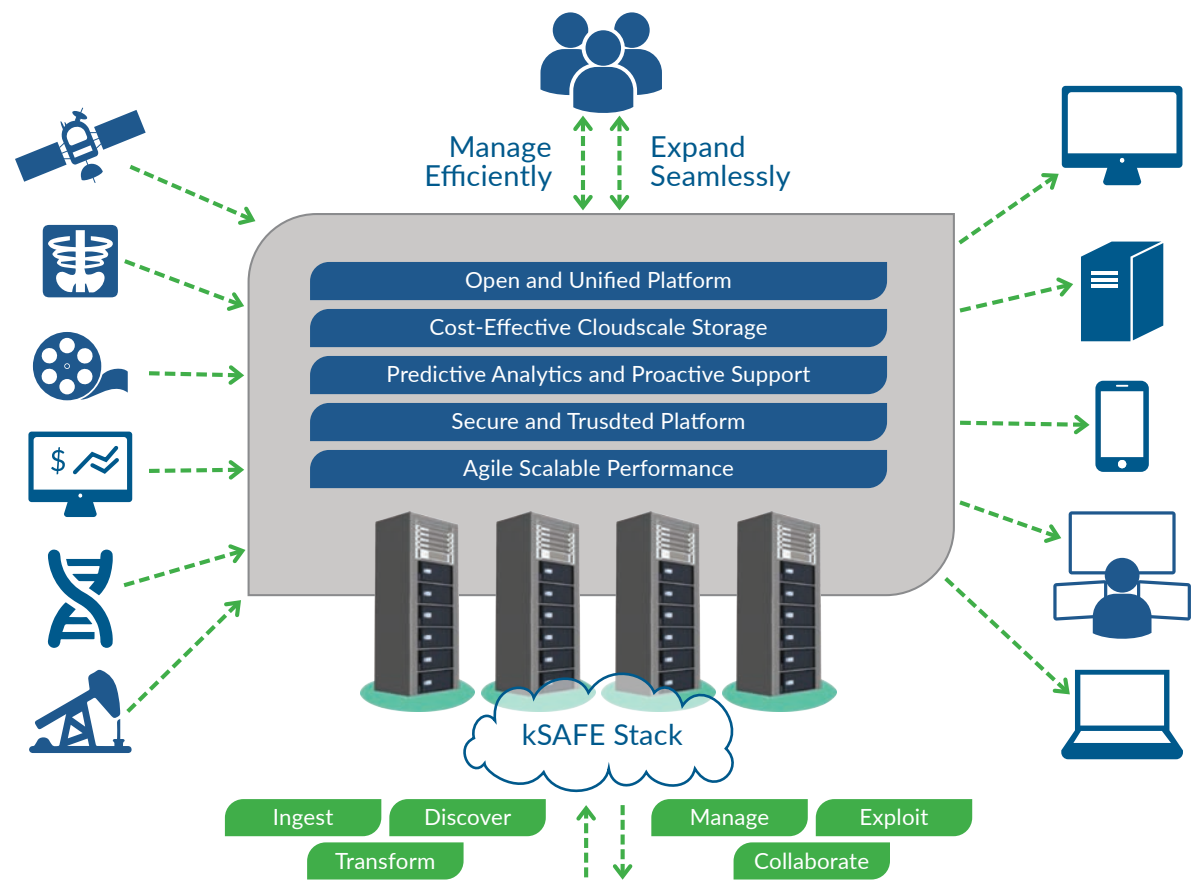 Manage
Efficiently
Expand
Seamlessly
Open and Unified Platform
Cost-Effective Cloudscale Storage
Predictive Analytics and Proactive Support
Secure and Trusdted Platform
Agile Scalable Performance
$
kSAFE Stack
Ingest
Discover
Manage
Exploit
Transform
Collaborate